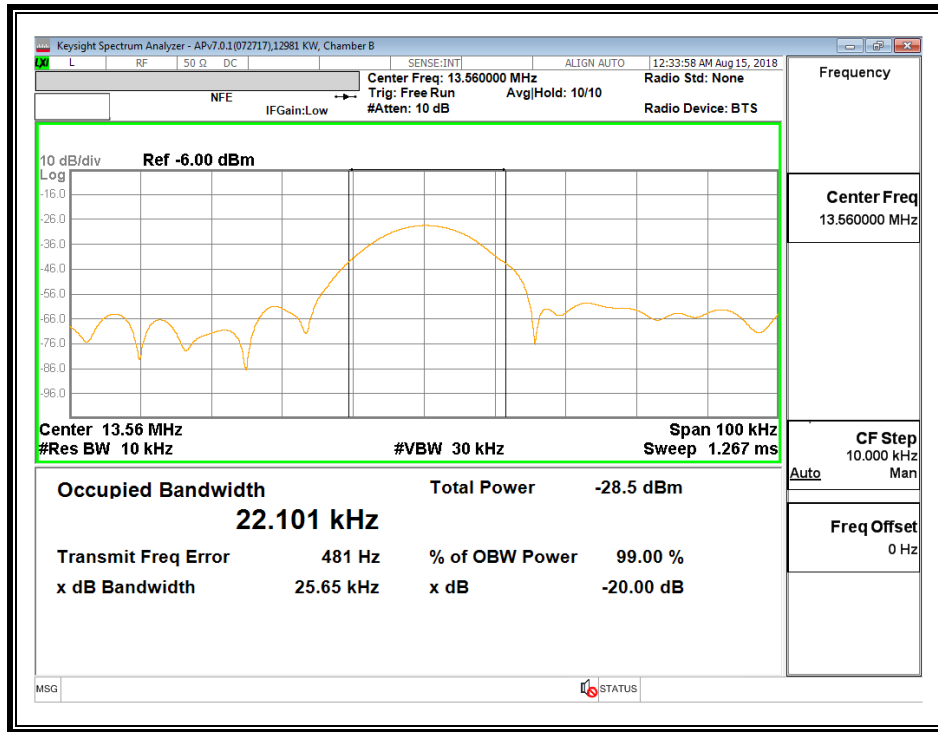 Keysight Spectrum Analyzer - APv7.0.1(072717),12981 KW, Chamber B
LXI L RF 50 Ω DC SENSE:INT ALIGN AUTO 12:33:58 AM Aug 15, 2018
Center Freq: 13.560000 MHz Radio Std: None
NFE Trig: Free Run Avg|Hold: 10/10
IFGain:Low #Atten: 10 dB Radio Device: BTS
10 dB/div Ref -6.00 dBm
Log
-16.0
-26.0
-36.0
-46.0
-56.0
-66.0
-76.0
-86.0
-96.0
Center 13.56 MHz Span 100 kHz
#Res BW 10 kHz #VBW 30 kHz Sweep 1.267 ms
Occupied Bandwidth Total Power -28.5 dBm
22.101 kHz
Transmit Freq Error 481 Hz % of OBW Power 99.00 %
x dB Bandwidth 25.65 kHz x dB -20.00 dB
MSG STATUS
Frequency
Center Freq
13.560000 MHz
CF Step
10.000 kHz
Auto Man
Freq Offset
0 Hz